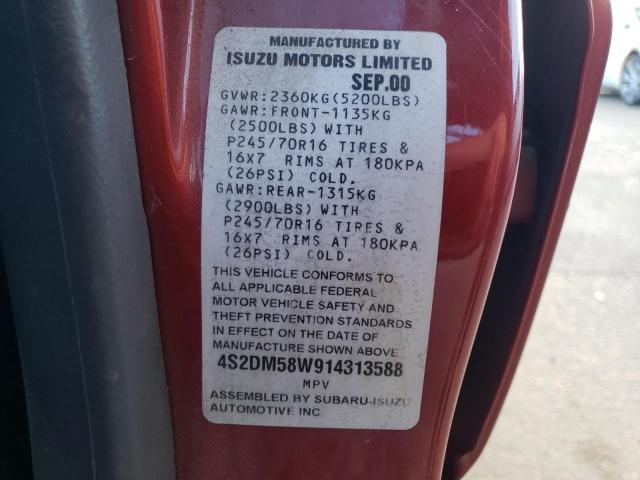 MANUFACTURED BY
ISUZU MOTORS LIMITED
SEP.00
GVWR:2360KG(5200LBS)
GAWR:FRONT-1135KG
(2500LBS) WITH
P245/70R16 TIRES &
16X7 RIMS AT 180KPA
(26PSI) COLD.
GAWR:REAR-1315KG
(2900LBS) WITH
P245/70R16 TIRES &
16X7 RIMS AT 180KPA
(26PSI) COLD.
THIS VEHICLE CONFORMS TO
ALL APPLICABLE FEDERAL
MOTOR VEHICLE SAFETY AND
THEFT PREVENTION STANDARDS
IN EFFECT ON THE DATE OF
MANUFACTURE SHOWN ABOVE
4S2DM58W914313588
MPV
ASSEMBLED BY SUBARU-ISUZU
AUTOMOTIVE INC.